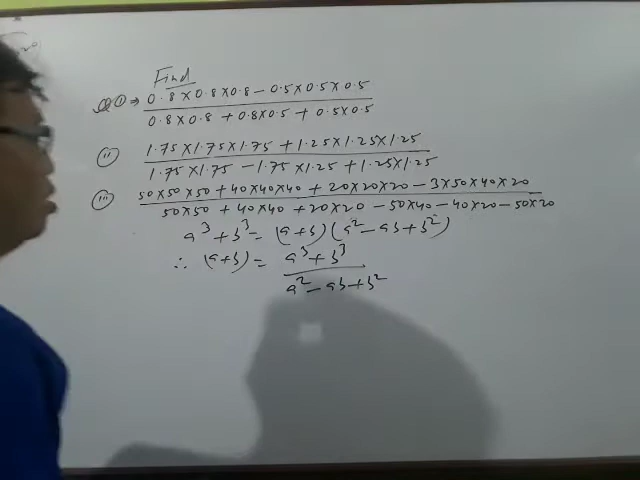 Find
Q① → 0.8×0.8×0.8 – 0.5×0.5×0.5
0.8×0.8 + 0.8×0.5 + 0.5×0.5
(ii) 1.75×1.75×1.75 + 1.25×1.25×1.25
1.75×1.75 – 1.75×1.25 + 1.25×1.25
(iii) 50×50×50 + 40×40×40 + 20×20×20 – 3×50×40×20
50×50 + 40×40 + 20×20 – 50×40 – 40×20 – 50×20
a³ + b³ = (a+b)(a² – ab + b²)
∴ (a+b) = a³ + b³
a² – ab + b²